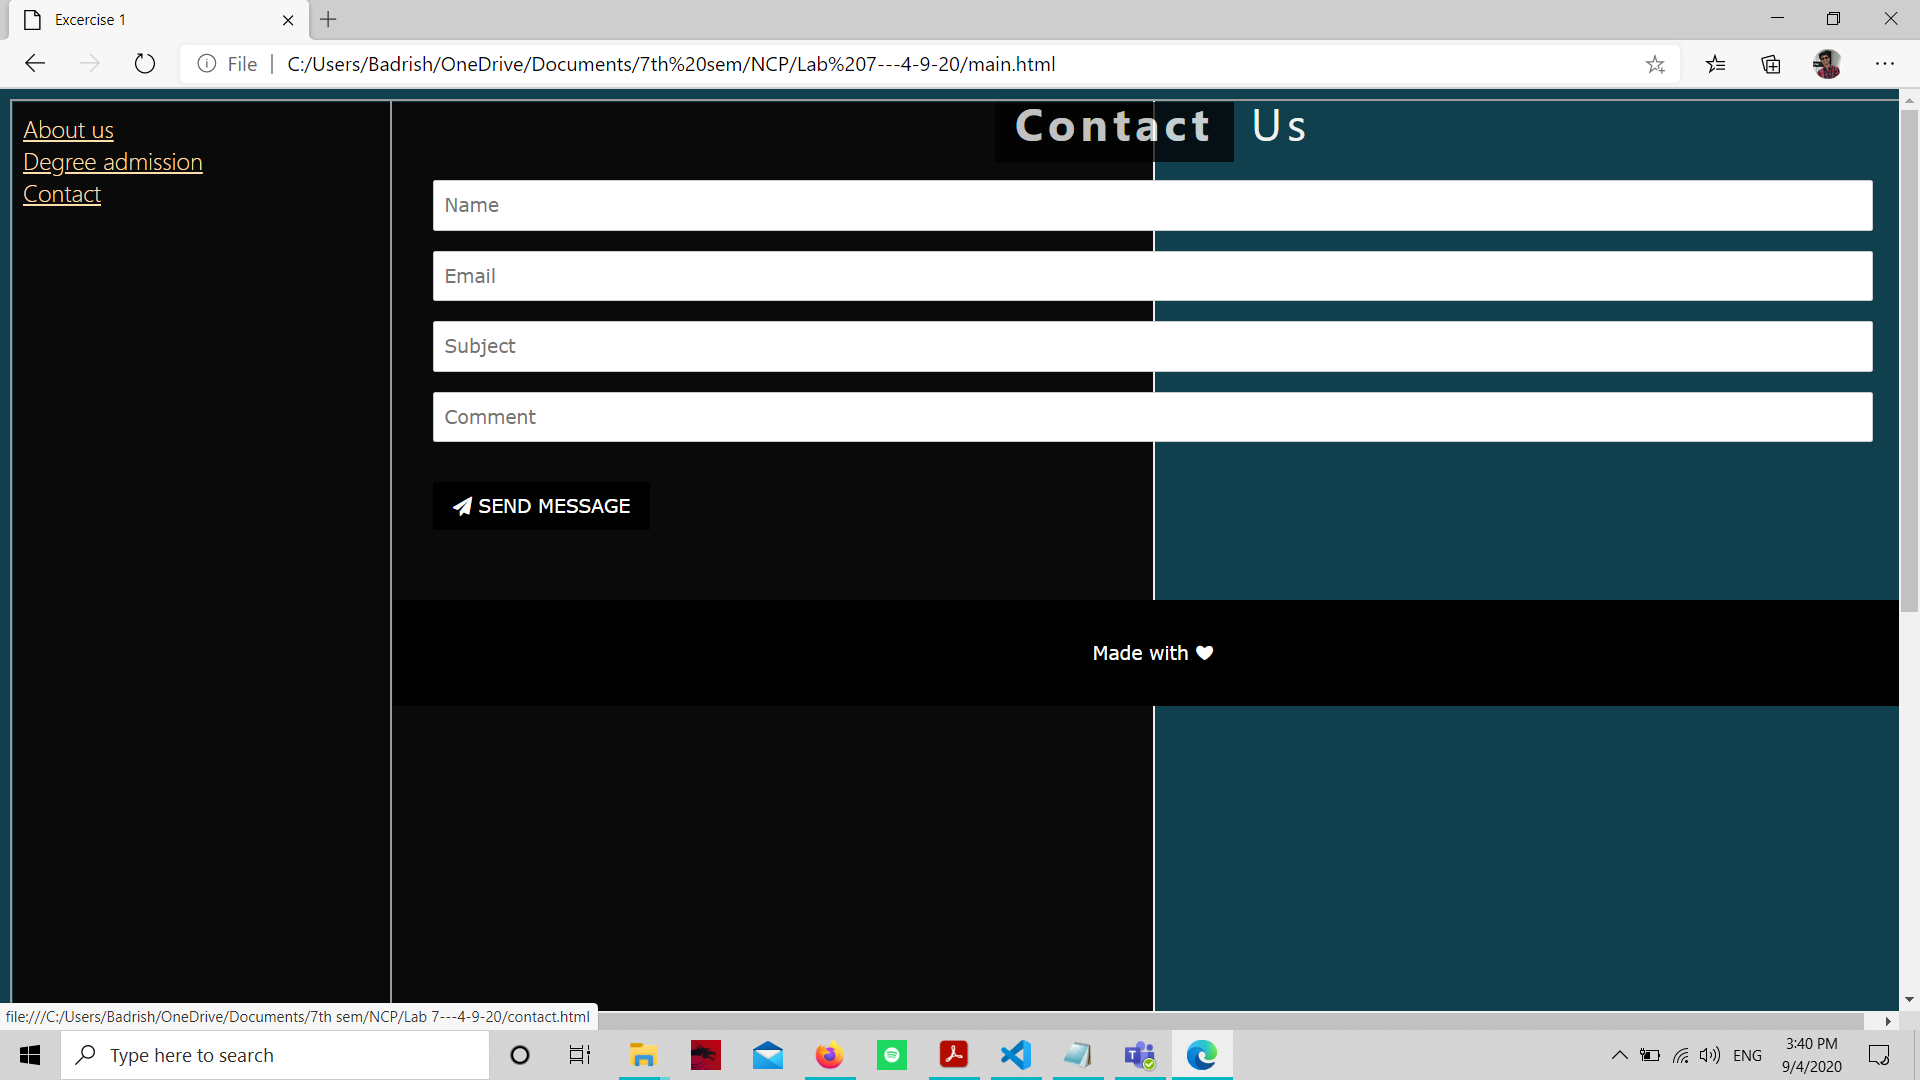 Excercise 1
File
C:/Users/Badrish/OneDrive/Documents/7th%20sem/NCP/Lab%207---4-9-20/main.html
About us
Degree admission
Contact
Contact Us
Name
Email
Subject
Comment
SEND MESSAGE
Made with
file:///C:/Users/Badrish/OneDrive/Documents/7th sem/NCP/Lab 7---4-9-20/contact.html
Type here to search
ENG
3:40 PM
9/4/2020